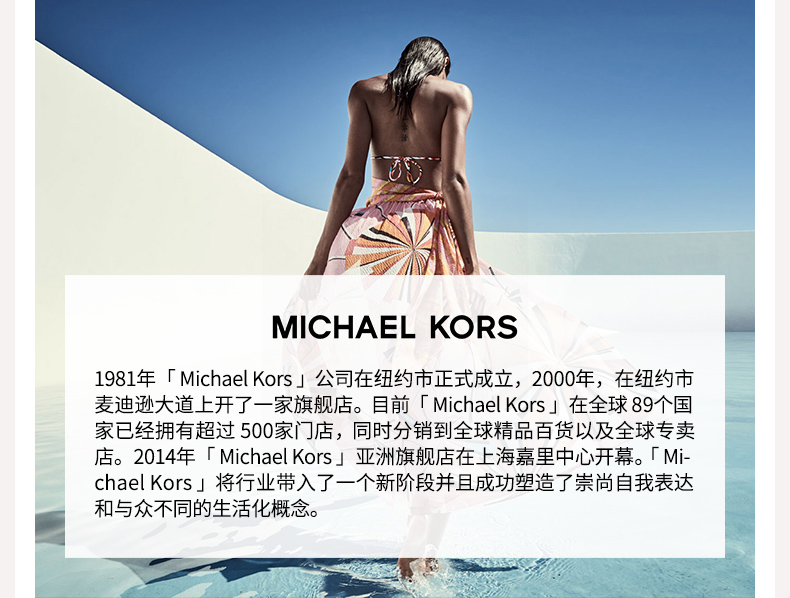 MICHAEL KORS
1981年「 Michael Kors 」公司在纽约市正式成立，2000年，在纽约市
麦迪逊大道上开了一家旗舰店。目前「 Michael Kors 」在全球 89个国
家已经拥有超过 500家门店，同时分销到全球精品百货以及全球专卖
店。2014年「 Michael Kors 」亚洲旗舰店在上海嘉里中心开幕。「 Mi-
chael Kors 」将行业带入了一个新阶段并且成功塑造了崇尚自我表达
和与众不同的生活化概念。